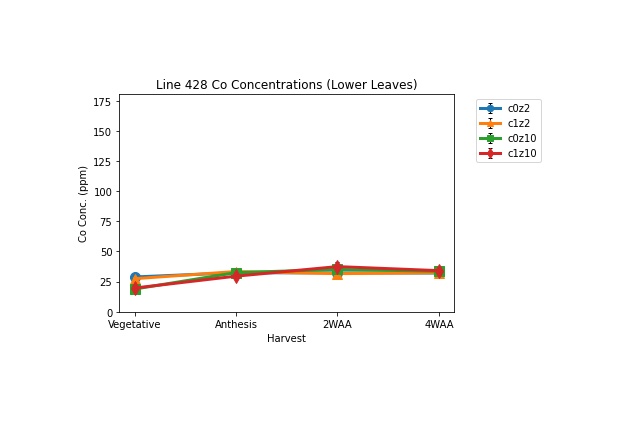 Line 428 Co Concentrations (Lower Leaves)
175
150
125
100
75
50
25
0
Co Conc. (ppm)
Vegetative Anthesis 2WAA 4WAA
Harvest
c0z2
c1z2
c0z10
c1z10